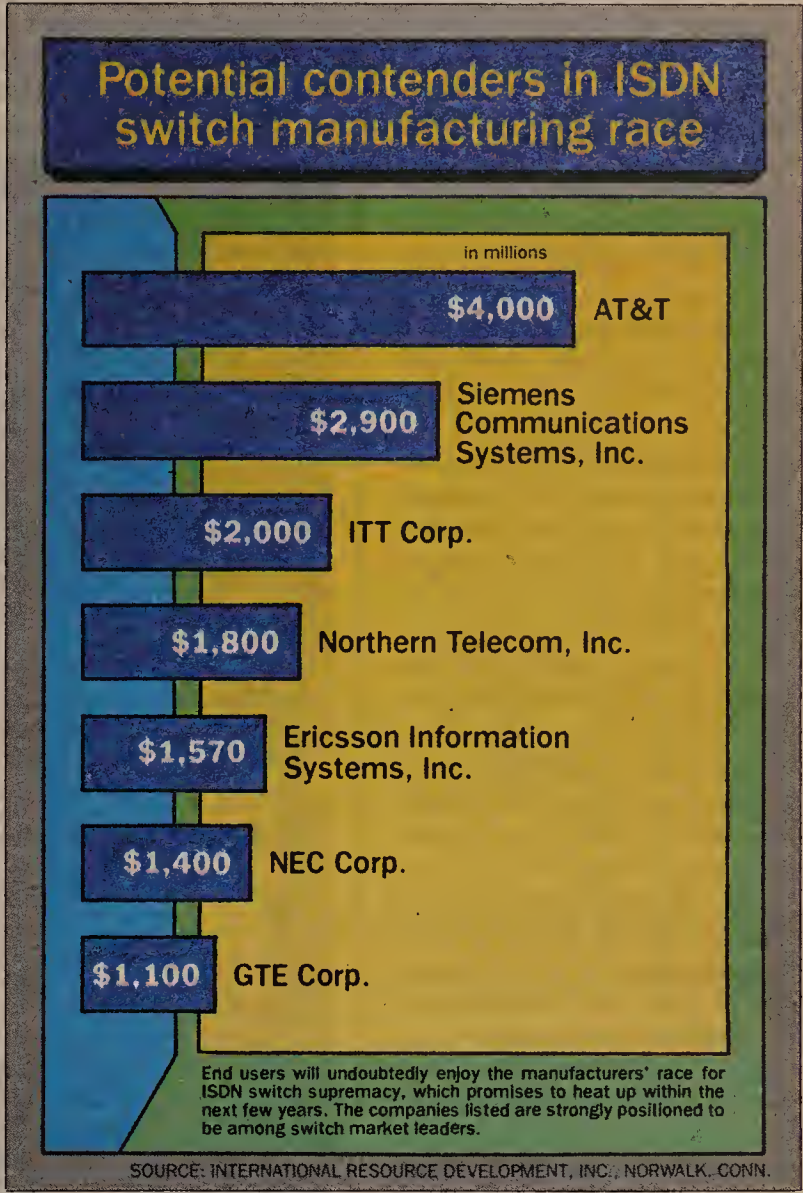 Potential contenders in ISDN
switch manufacturing race
in millions
$4,000 AT&T
$2,900 Siemens
Communications
Systems, Inc.
$2,000 ITT Corp.
$1,800 Northern Telecom, Inc.
$1,570 Ericsson Information
Systems, Inc.
$1,400 NEC Corp.
$1,100 GTE Corp.
End users will undoubtedly enjoy the manufacturers' race for
ISDN switch supremacy, which promises to heat up within the
next few years. The companies listed are strongly positioned to
be among switch market leaders.
SOURCE: INTERNATIONAL RESOURCE DEVELOPMENT, INC., NORWALK, CONN.